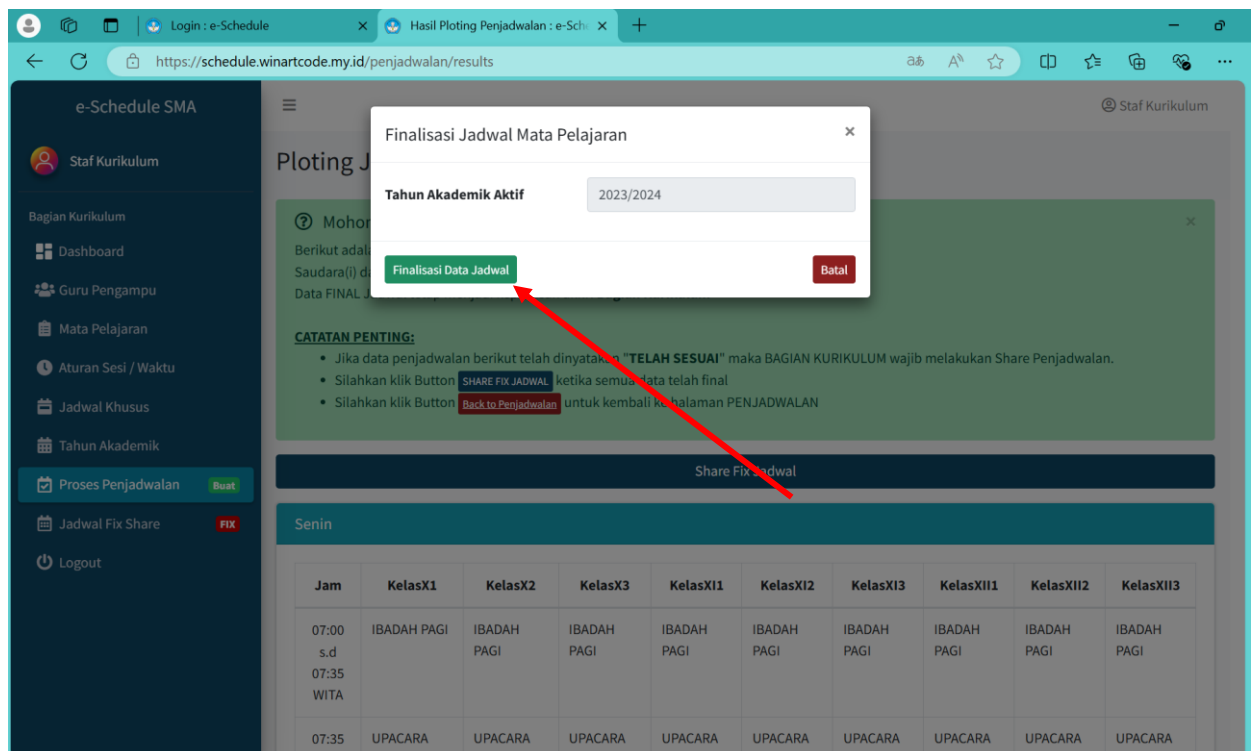 Login : e-Schedule
Hasil Ploting Penjadwalan : e-Sch
https://schedule.winartcode.my.id/penjadwalan/results
e-Schedule SMA
Staf Kurikulum
Staf Kurikulum
Bagian Kurikulum
Dashboard
Guru Pengampu
Mata Pelajaran
Aturan Sesi / Waktu
Jadwal Khusus
Tahun Akademik
Proses Penjadwalan Buat
Jadwal Fix Share FIX
Logout
Finalisasi Jadwal Mata Pelajaran
Tahun Akademik Aktif 2023/2024
Finalisasi Data Jadwal Batal
Ploting J
Mohon
Berikut adala
Saudara(i) d
Data FINAL J
CATATAN PENTING:
Jika data penjadwalan berikut telah dinyatakan "TELAH SESUAI" maka BAGIAN KURIKULUM wajib melakukan Share Penjadwalan.
Silahkan klik Button SHARE FIX JADWAL ketika semua data telah final
Silahkan klik Button Back to Penjadwalan untuk kembali ke halaman PENJADWALAN
Share Fix Jadwal
Senin
Jam KelasX1 KelasX2 KelasX3 KelasXI1 KelasXI2 KelasXI3 KelasXII1 KelasXII2 KelasXII3
07:00 s.d 07:35 WITA IBADAH PAGI IBADAH PAGI IBADAH PAGI IBADAH PAGI IBADAH PAGI IBADAH PAGI IBADAH PAGI IBADAH PAGI IBADAH PAGI
07:35 UPACARA UPACARA UPACARA UPACARA UPACARA UPACARA UPACARA UPACARA UPACARA